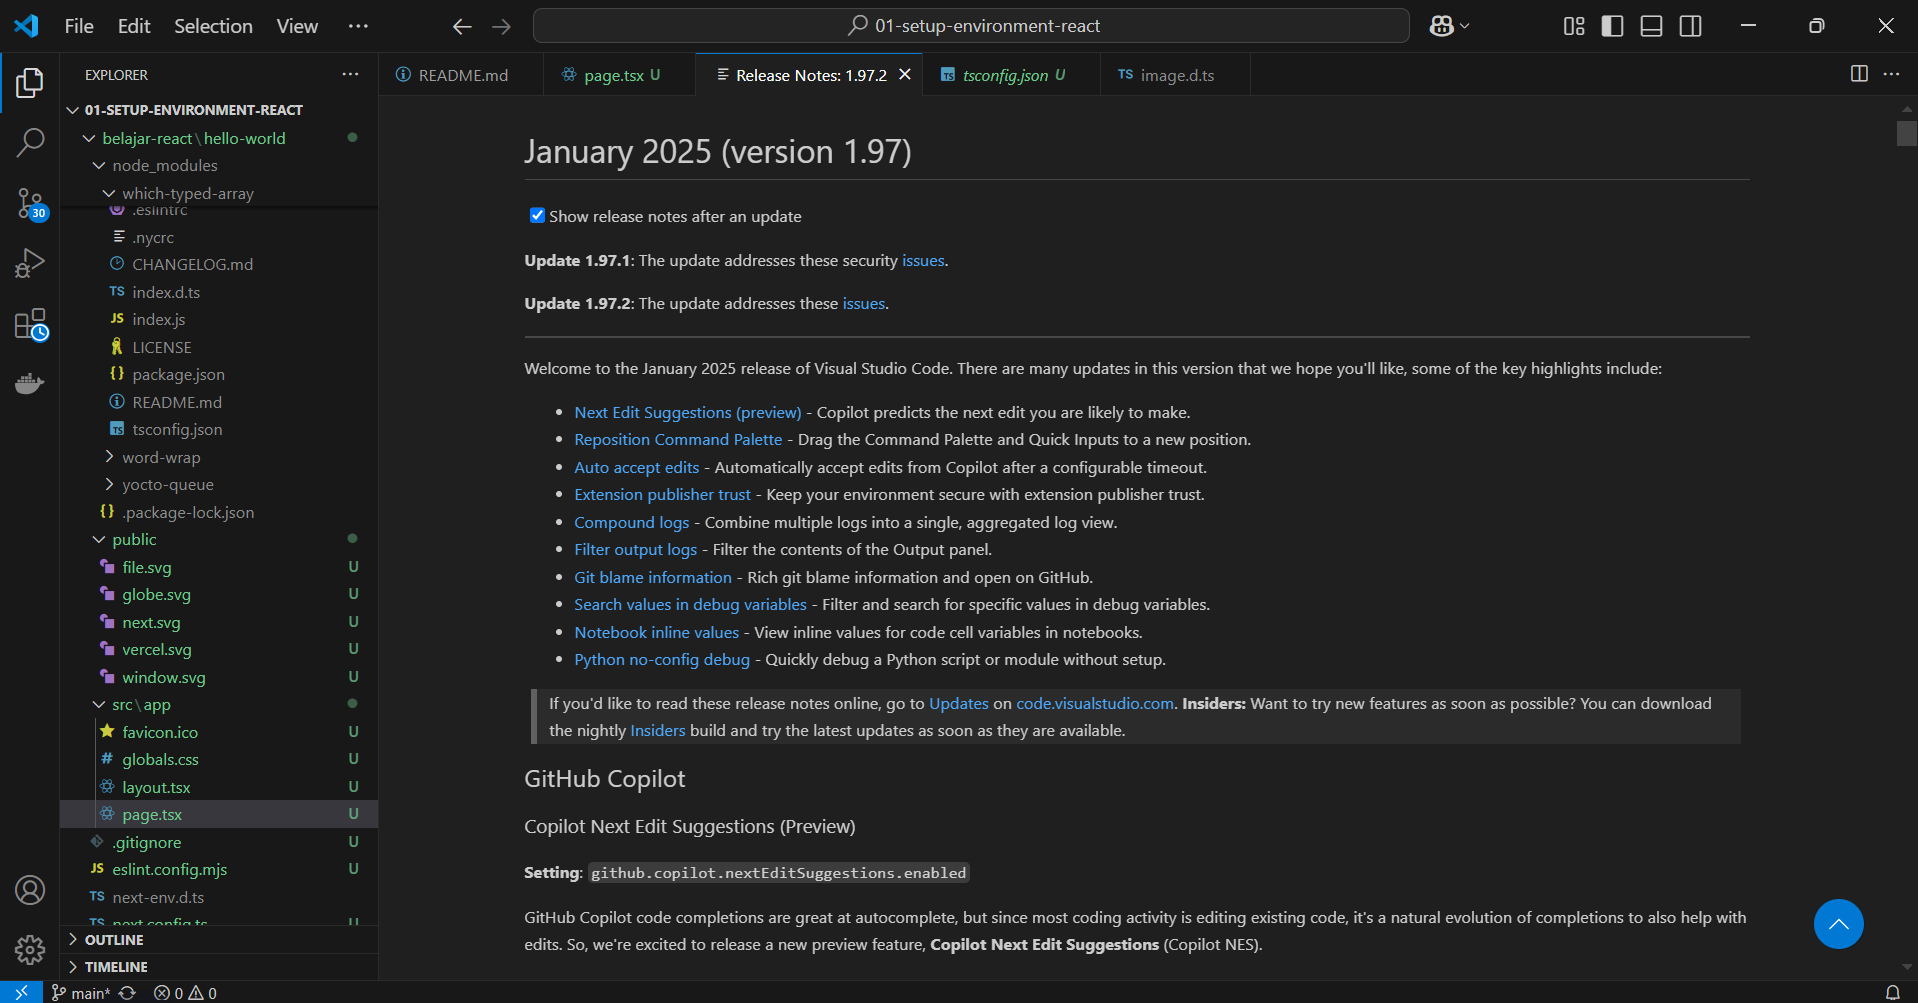 File Edit Selection View ···
01-setup-environment-react
EXPLORER
README.md
page.tsx U
Release Notes: 1.97.2
tsconfig.json U
TS image.d.ts
01-SETUP-ENVIRONMENT-REACT
belajar-react\hello-world
node_modules
which-typed-array
.eslintrc
.nycrc
CHANGELOG.md
TS index.d.ts
JS index.js
LICENSE
{} package.json
README.md
TS tsconfig.json
word-wrap
yocto-queue
{} .package-lock.json
public
file.svg U
globe.svg U
next.svg U
vercel.svg U
window.svg U
src\app
favicon.ico U
# globals.css U
layout.tsx U
page.tsx U
.gitignore U
JS eslint.config.mjs U
TS next-env.d.ts
TS next.config.ts U
OUTLINE
TIMELINE
30
January 2025 (version 1.97)
Show release notes after an update
Update 1.97.1: The update addresses these security issues.
Update 1.97.2: The update addresses these issues.
Welcome to the January 2025 release of Visual Studio Code. There are many updates in this version that we hope you'll like, some of the key highlights include:
• Next Edit Suggestions (preview) - Copilot predicts the next edit you are likely to make.
• Reposition Command Palette - Drag the Command Palette and Quick Inputs to a new position.
• Auto accept edits - Automatically accept edits from Copilot after a configurable timeout.
• Extension publisher trust - Keep your environment secure with extension publisher trust.
• Compound logs - Combine multiple logs into a single, aggregated log view.
• Filter output logs - Filter the contents of the Output panel.
• Git blame information - Rich git blame information and open on GitHub.
• Search values in debug variables - Filter and search for specific values in debug variables.
• Notebook inline values - View inline values for code cell variables in notebooks.
• Python no-config debug - Quickly debug a Python script or module without setup.
If you'd like to read these release notes online, go to Updates on code.visualstudio.com. Insiders: Want to try new features as soon as possible? You can download
the nightly Insiders build and try the latest updates as soon as they are available.
GitHub Copilot
Copilot Next Edit Suggestions (Preview)
Setting: github.copilot.nextEditSuggestions.enabled
GitHub Copilot code completions are great at autocomplete, but since most coding activity is editing existing code, it's a natural evolution of completions to also help with
edits. So, we're excited to release a new preview feature, Copilot Next Edit Suggestions (Copilot NES).
main* 0 0